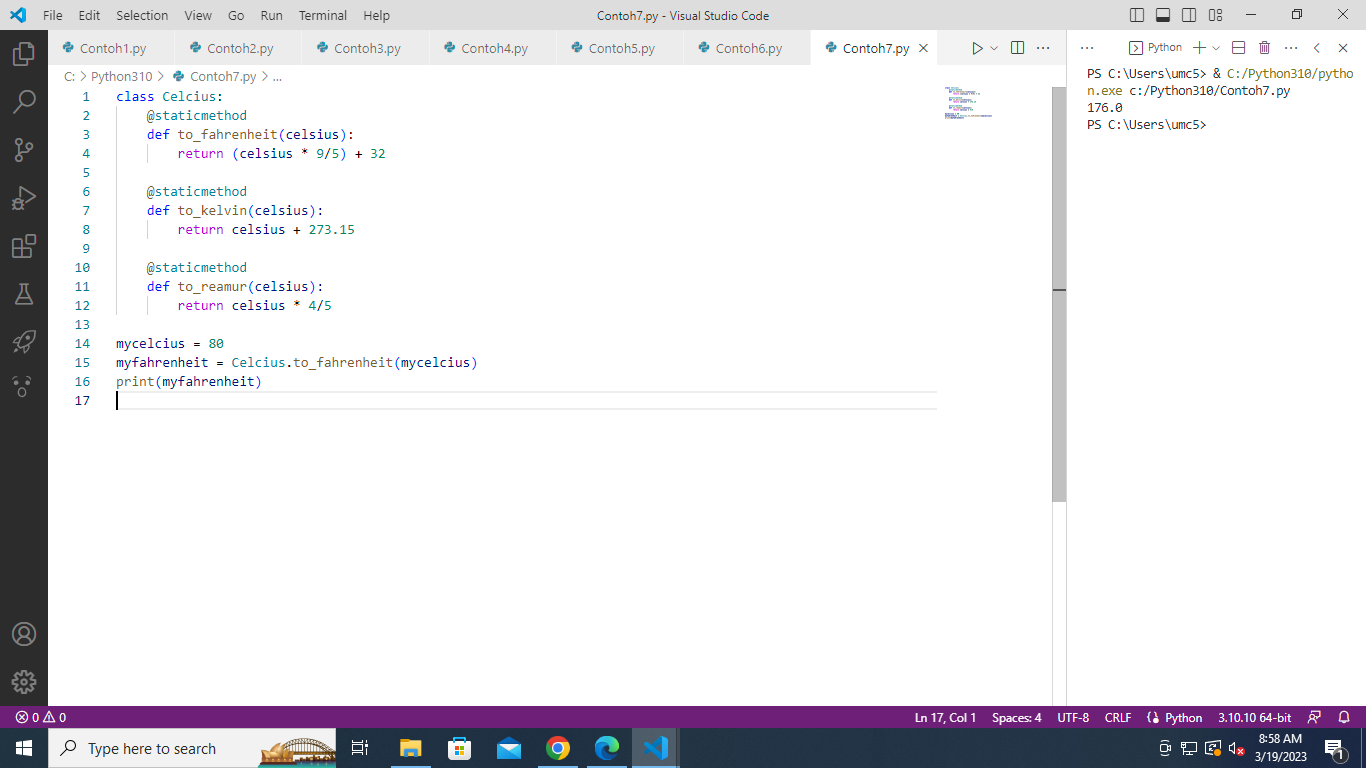 File Edit Selection View Go Run Terminal Help Contoh7.py - Visual Studio Code
Contoh1.py Contoh2.py Contoh3.py Contoh4.py Contoh5.py Contoh6.py Contoh7.py
C: > Python310 > Contoh7.py > ...
1 class Celcius:
2 @staticmethod
3 def to_fahrenheit(celsius):
4 return (celsius * 9/5) + 32
5
6 @staticmethod
7 def to_kelvin(celsius):
8 return celsius + 273.15
9
10 @staticmethod
11 def to_reamur(celsius):
12 return celsius * 4/5
13
14 mycelcius = 80
15 myfahrenheit = Celcius.to_fahrenheit(mycelcius)
16 print(myfahrenheit)
17
Python
PS C:\Users\umc5> & C:/Python310/pytho
n.exe c:/Python310/Contoh7.py
176.0
PS C:\Users\umc5>
0 0 Ln 17, Col 1 Spaces: 4 UTF-8 CRLF Python 3.10.10 64-bit
Type here to search
8:58 AM
3/19/2023
1